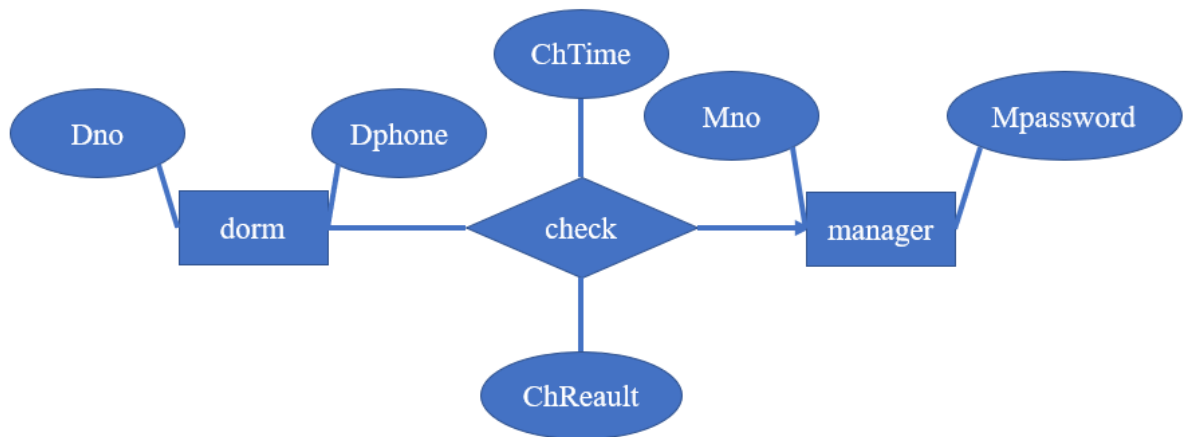 ChTime
Dno
Dphone
Mno
Mpassword
dorm
check
manager
ChReault